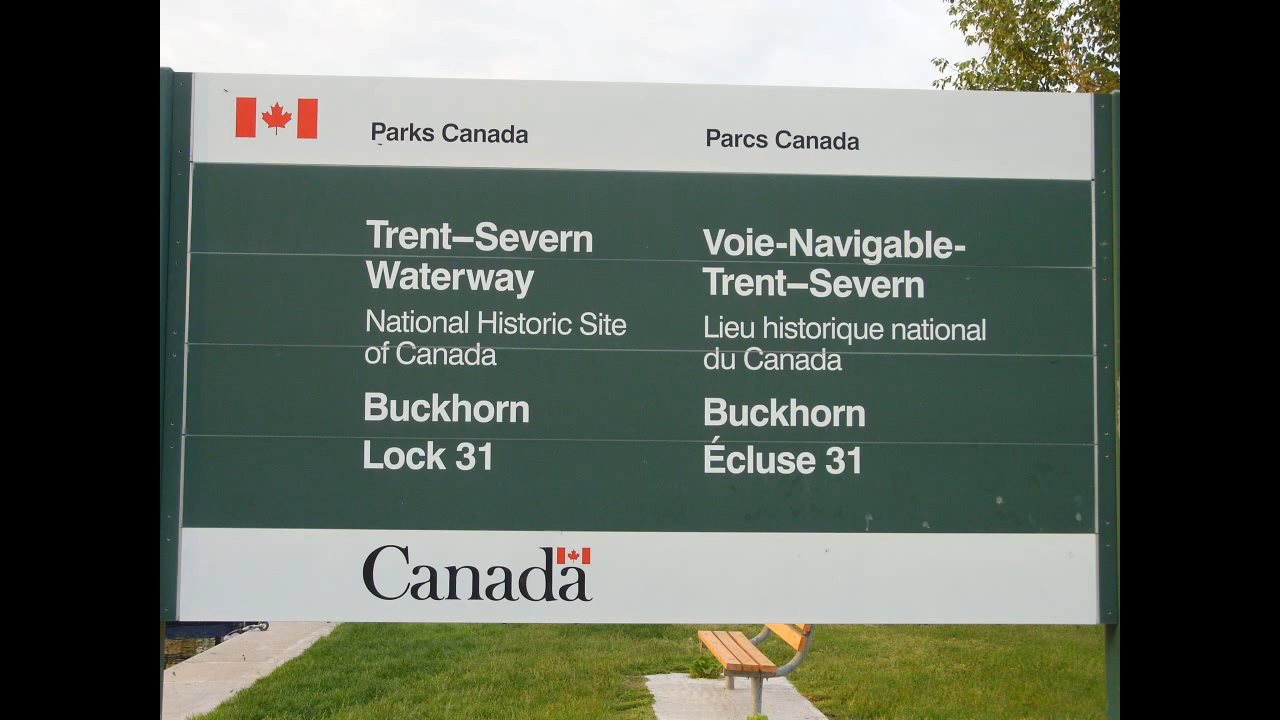 Parks Canada
Parcs Canada
Trent–Severn
Waterway
National Historic Site
of Canada
Buckhorn
Lock 31
Voie-Navigable-
Trent–Severn
Lieu historique national
du Canada
Buckhorn
Écluse 31
Canada